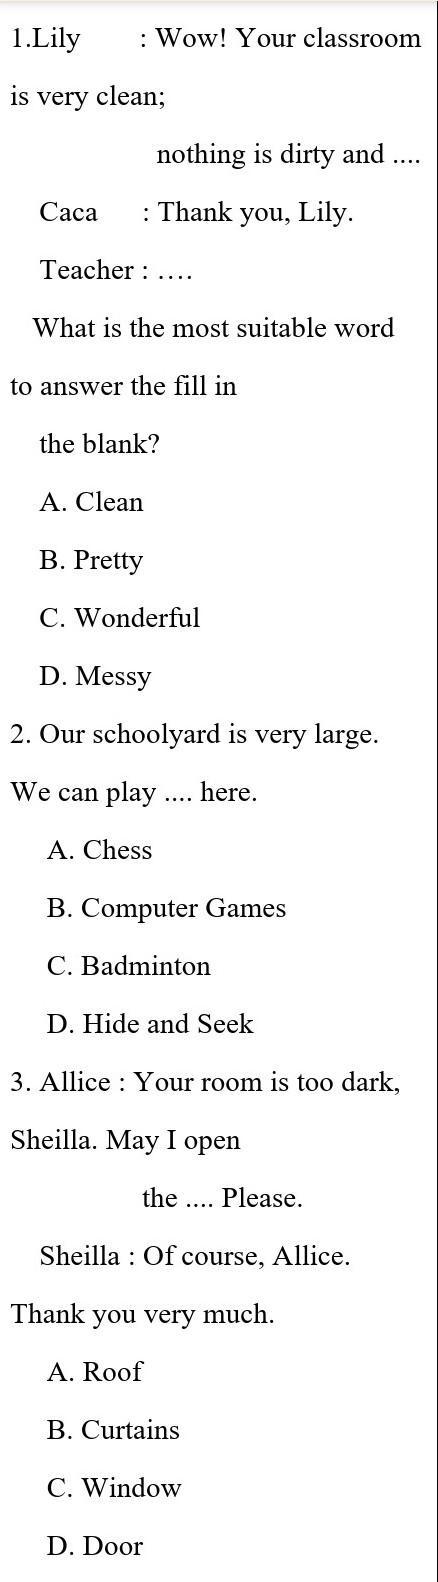 1.Lily : Wow! Your classroom
is very clean;
nothing is dirty and ....
Caca : Thank you, Lily.
Teacher : ….
What is the most suitable word
to answer the fill in
the blank?
A. Clean
B. Pretty
C. Wonderful
D. Messy
2. Our schoolyard is very large.
We can play .... here.
A. Chess
B. Computer Games
C. Badminton
D. Hide and Seek
3. Allice : Your room is too dark,
Sheilla. May I open
the .... Please.
Sheilla : Of course, Allice.
Thank you very much.
A. Roof
B. Curtains
C. Window
D. Door